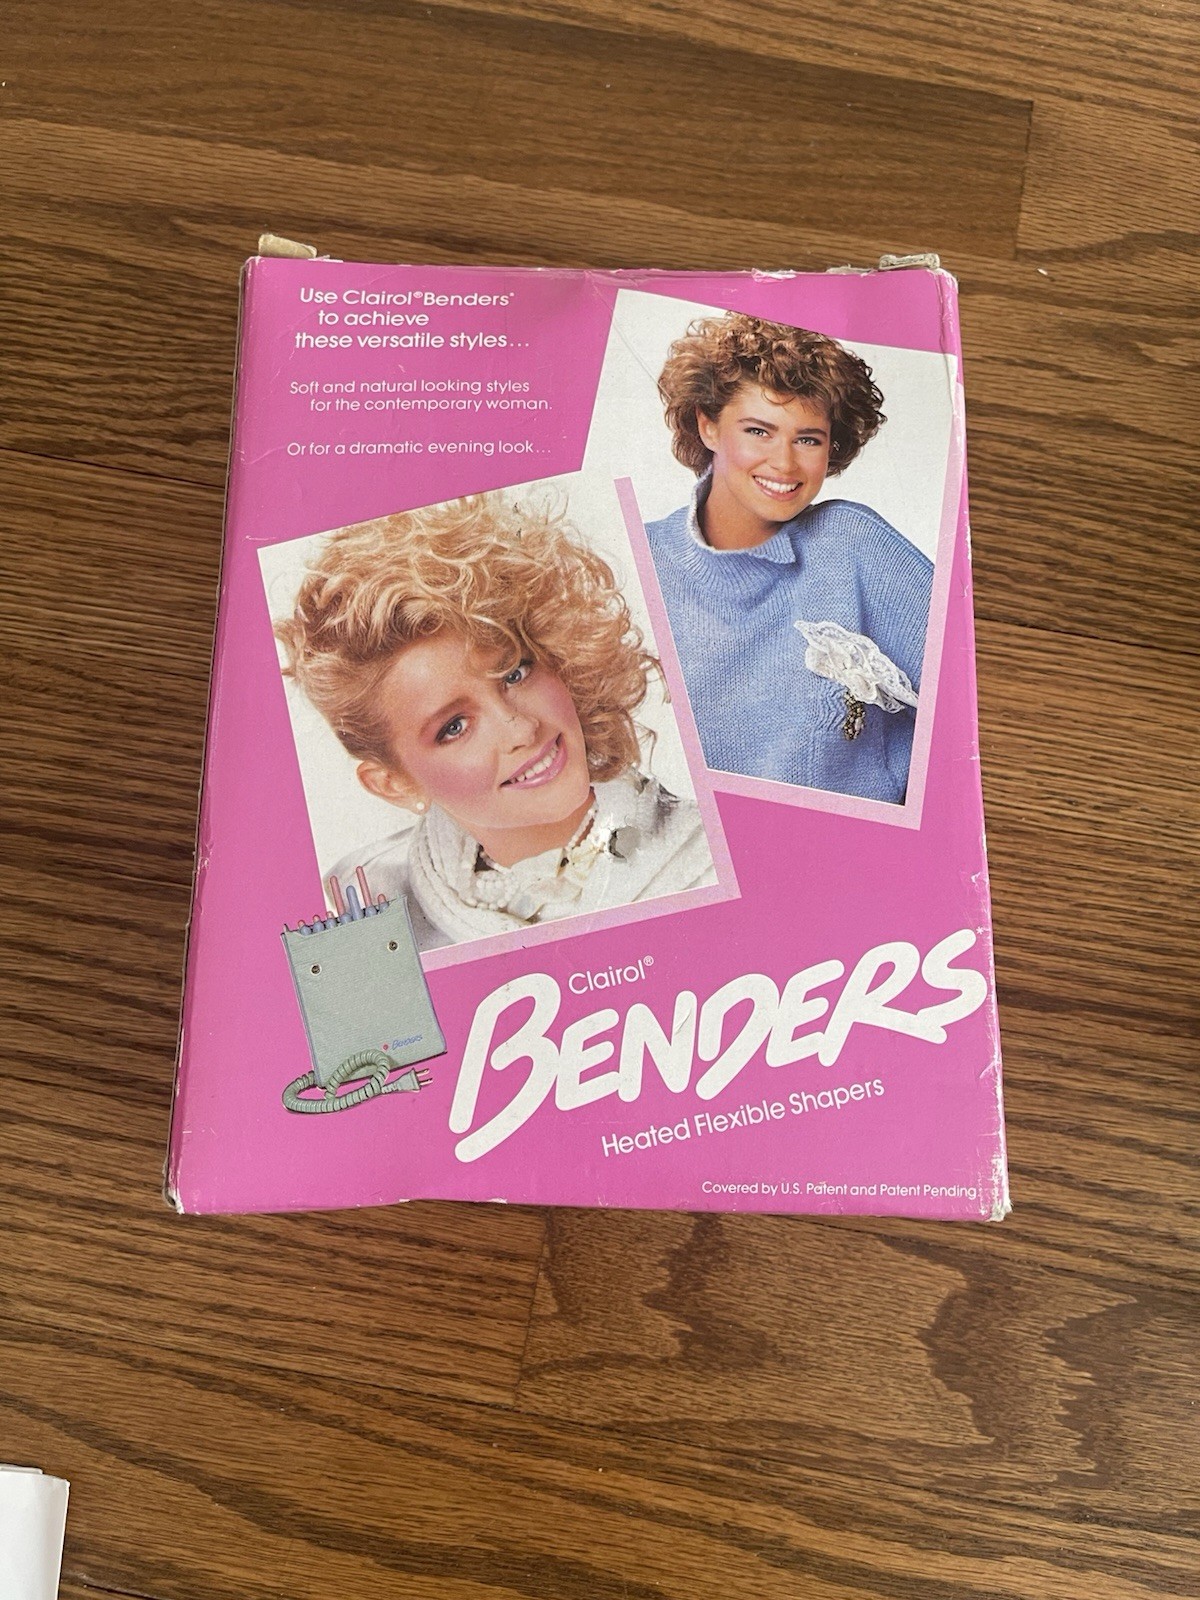 Use Clairol® Benders*
to achieve
these versatile styles...
Soft and natural looking styles
for the contemporary woman.
Or for a dramatic evening look...
Benders
Clairol®
BENDERS*
Heated Flexible Shapers
Covered by U.S. Patent and Patent Pending.